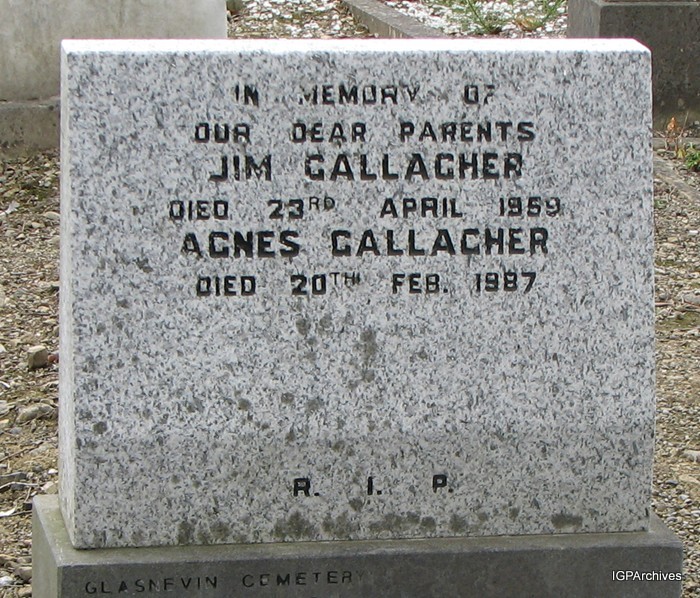 IN MEMORY OF
OUR DEAR PARENTS
JIM GALLAGHER
DIED 23RD APRIL 1959
AGNES GALLAGHER
DIED 20TH FEB. 1987
R. I. P.
GLASNEVIN CEMETERY
IGPArchives